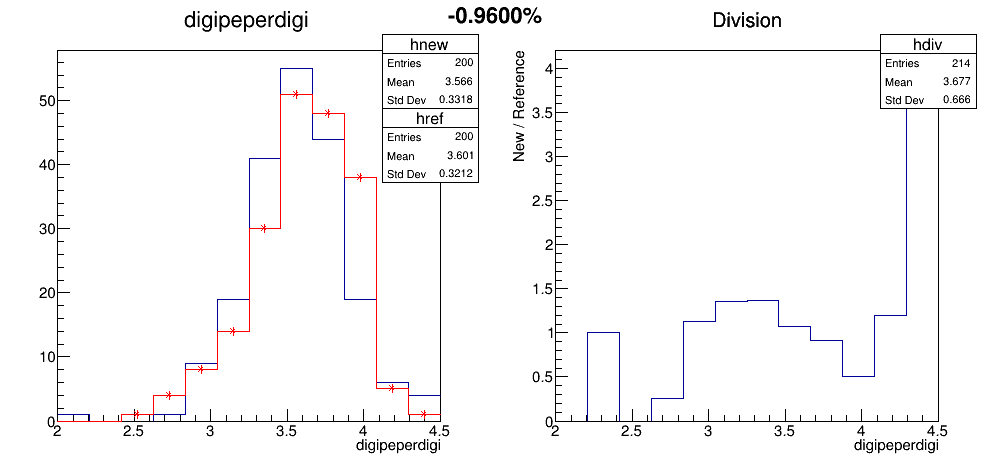 -0.9600%
digipeperdigi
hnew
Entries 200
Mean 3.566
Std Dev 0.3318
href
Entries 200
Mean 3.601
Std Dev 0.3212
50
40
30
20
10
0
2 2.5 3 3.5 4 4.5
digipeperdigi
Division
hdiv
Entries 214
Mean 3.677
Std Dev 0.666
New / Reference
4
3.5
3
2.5
2
1.5
1
0.5
0
2 2.5 3 3.5 4 4.5
digipeperdigi